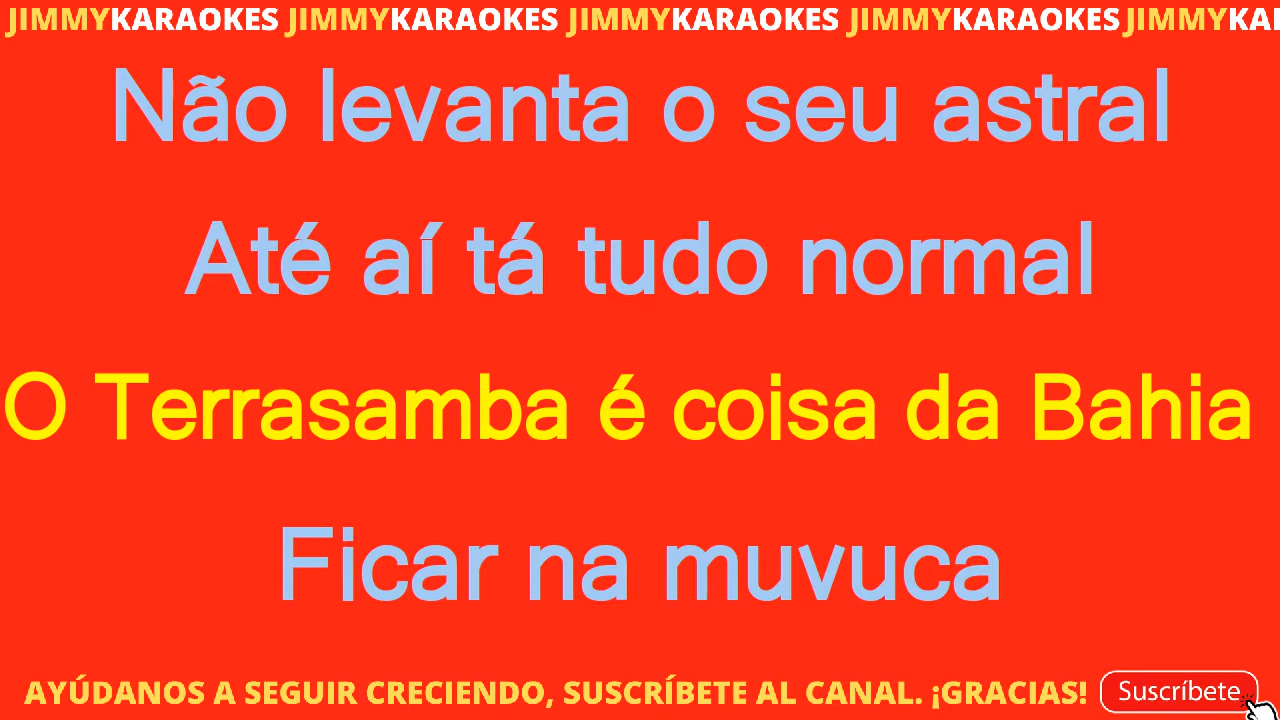 JIMMYKARAOKES JIMMYKARAOKES JIMMYKARAOKES JIMMYKARAOKES JIMMYKA
Não levanta o seu astral
Até aí tá tudo normal
O Terrasamba é coisa da Bahia
Ficar na muvuca
AYÚDANOS A SEGUIR CRECIENDO, SUSCRÍBETE AL CANAL. ¡GRACIAS! Suscríbete